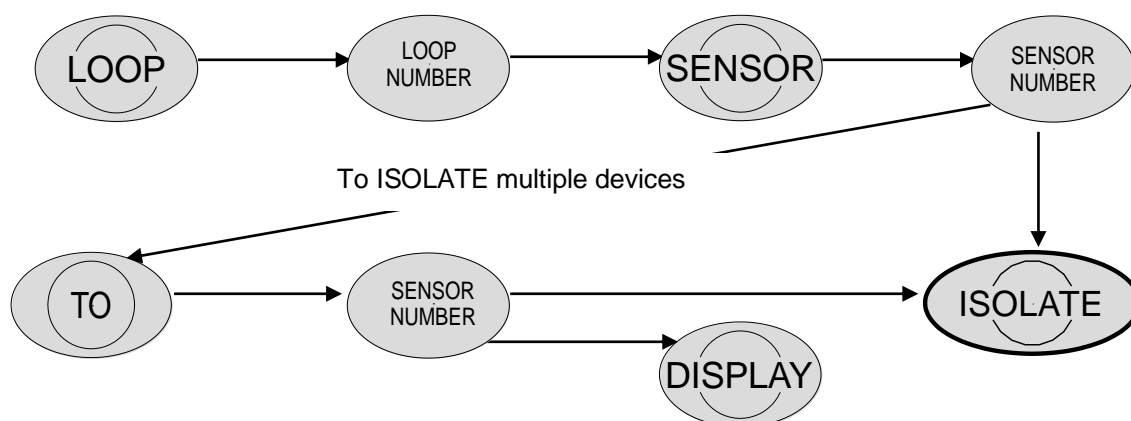 LOOP
LOOP
NUMBER
SENSOR
SENSOR
NUMBER
To ISOLATE multiple devices
TO
SENSOR
NUMBER
ISOLATE
DISPLAY